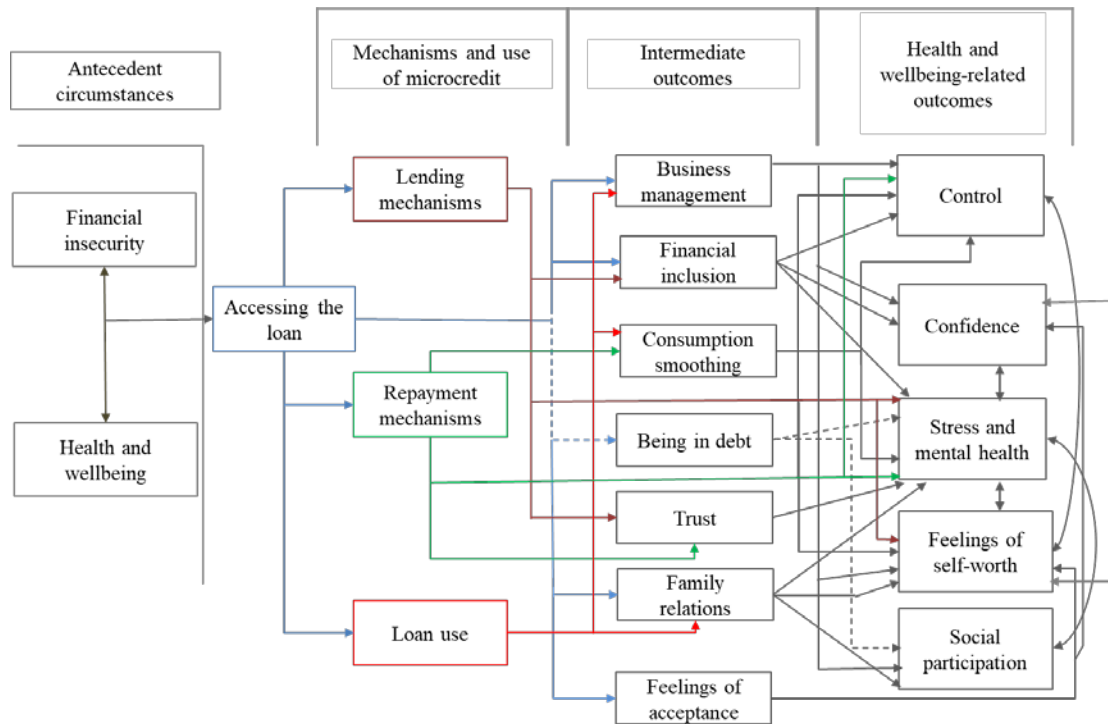 Antecedent
circumstances
Mechanisms and use
of microcredit
Intermediate
outcomes
Health and
wellbeing-related
outcomes
Financial
insecurity
Health and
wellbeing
Accessing the
loan
Lending
mechanisms
Repayment
mechanisms
Loan use
Business
management
Financial
inclusion
Consumption
smoothing
Being in debt
Trust
Family
relations
Feelings of
acceptance
Control
Confidence
Stress and
mental health
Feelings of
self-worth
Social
participation